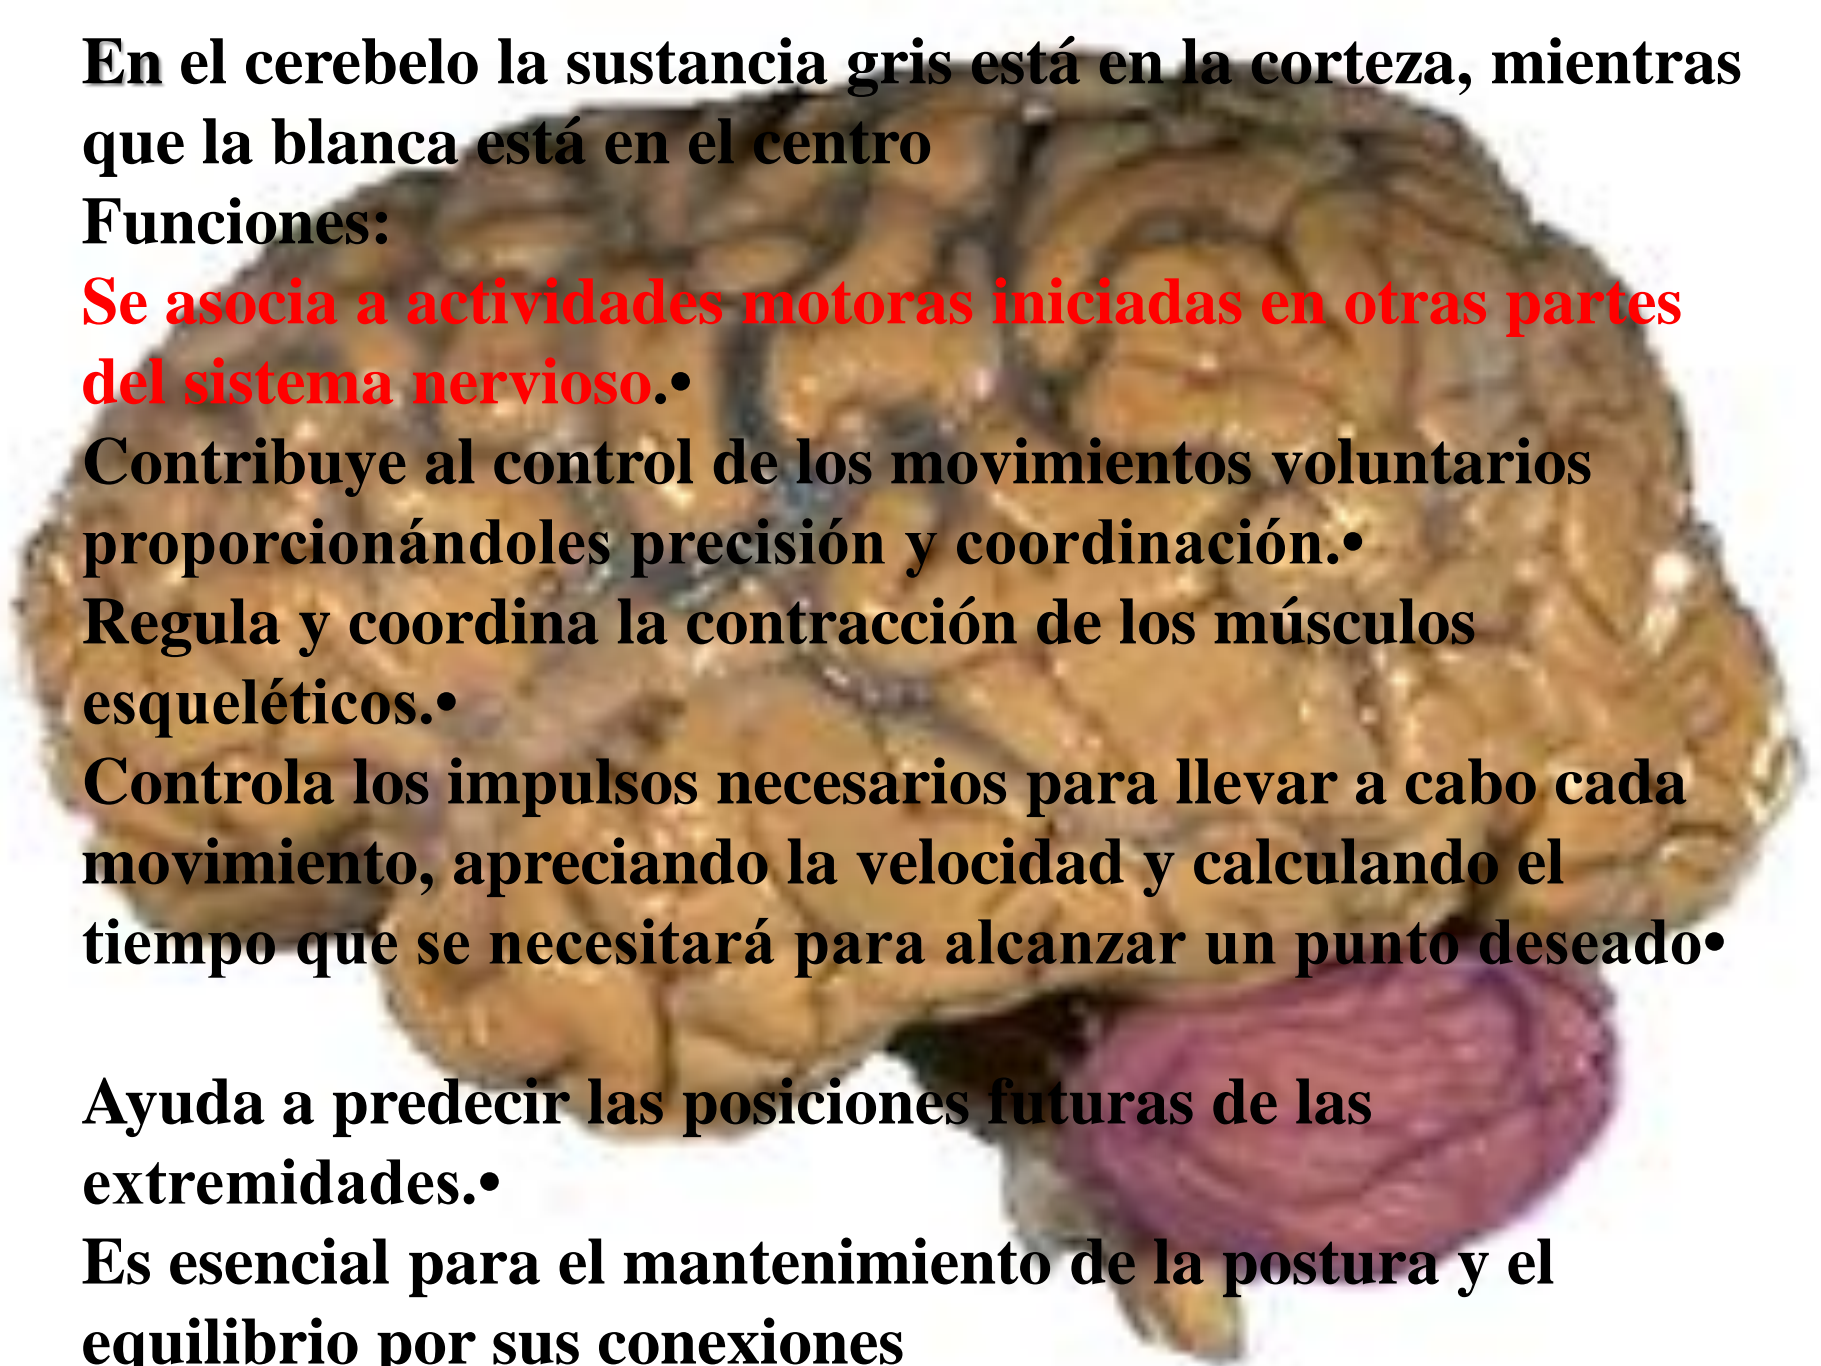 En el cerebelo la sustancia gris está en la corteza, mientras
que la blanca está en el centro
Funciones:
Se asocia a actividades motoras iniciadas en otras partes
del sistema nervioso.•
Contribuye al control de los movimientos voluntarios
proporcionándoles precisión y coordinación.•
Regula y coordina la contracción de los músculos
esqueléticos.•
Controla los impulsos necesarios para llevar a cabo cada
movimiento, apreciando la velocidad y calculando el
tiempo que se necesitará para alcanzar un punto deseado•
Ayuda a predecir las posiciones futuras de las
extremidades.•
Es esencial para el mantenimiento de la postura y el
equilibrio por sus conexiones